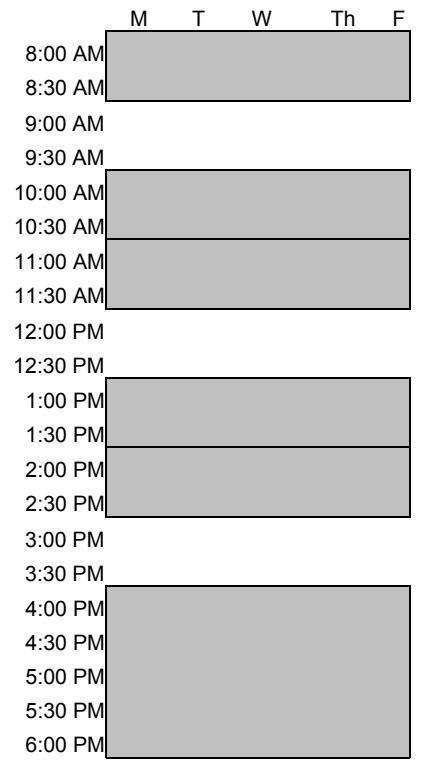 M T W Th F
8:00 AM
8:30 AM
9:00 AM
9:30 AM
10:00 AM
10:30 AM
11:00 AM
11:30 AM
12:00 PM
12:30 PM
1:00 PM
1:30 PM
2:00 PM
2:30 PM
3:00 PM
3:30 PM
4:00 PM
4:30 PM
5:00 PM
5:30 PM
6:00 PM